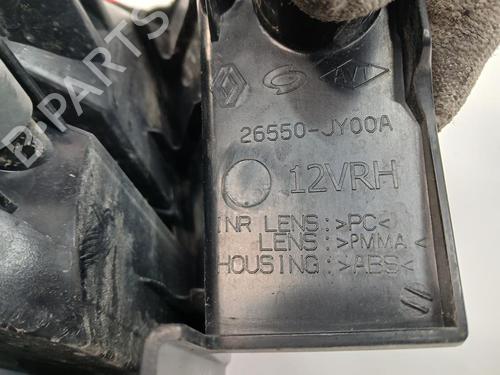 B-PARTS
26550-JY00A
12VRH
INR LENS:>PC<
LENS:>PMMA<
HOUSING:>ABS<